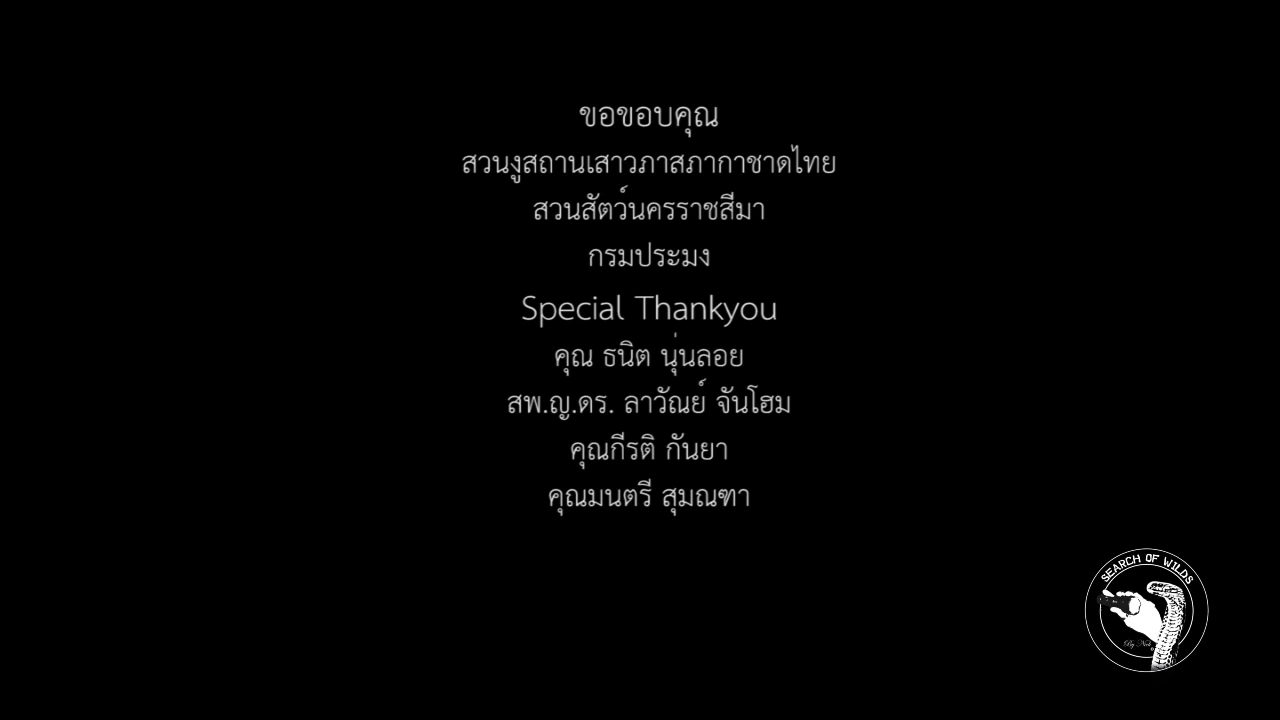 ขอขอบคุณ
สวนงูสถานเสาวภาสภากาชาดไทย
สวนสัตว์นครราชสีมา
กรมประมง
Special Thankyou
คุณ ธนิต นุ่นลอย
สพ.ญ.ดร. ลาวัณย์ จันโฮม
คุณกีรติ กันยา
คุณมนตรี สุมณฑา
SEARCH OF WILDS
By Nick